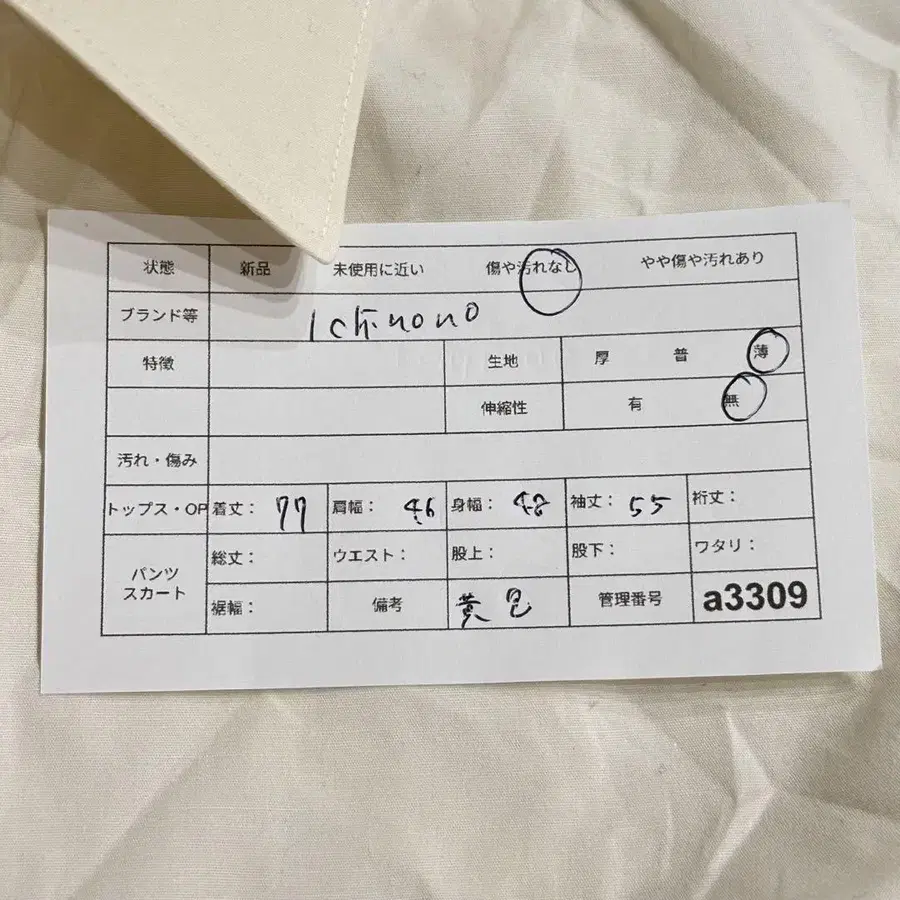 状態 新品 未使用に近い 傷や汚れなし やや傷や汚れあり
ブランド等 Ichinono
特徴 生地 厚 普 薄
伸縮性 有 無
汚れ・傷み
トップス・OP 着丈： 77 肩幅： 46 身幅： 48 袖丈： 55 裄丈：
パンツ スカート 総丈： ウエスト： 股上： 股下： ワタリ：
裾幅： 備考 黄色 管理番号 a3309